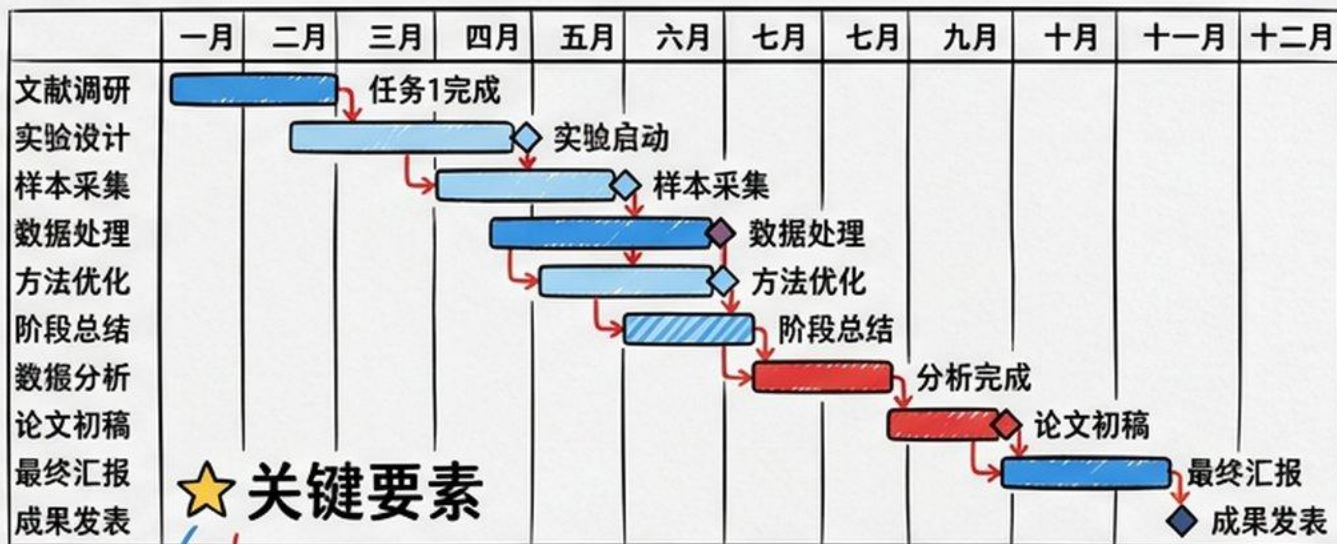 一月 二月 三月 四月 五月 六月 七月 七月 九月 十月 十一月 十二月
文献调研 任务1完成
实验设计 实验启动
样本采集 样本采集
数据处理 数据处理
方法优化 方法优化
阶段总结 阶段总结
数据分析 分析完成
论文初稿 论文初稿
最终汇报 最终汇报
关键要素
成果发表 成果发表